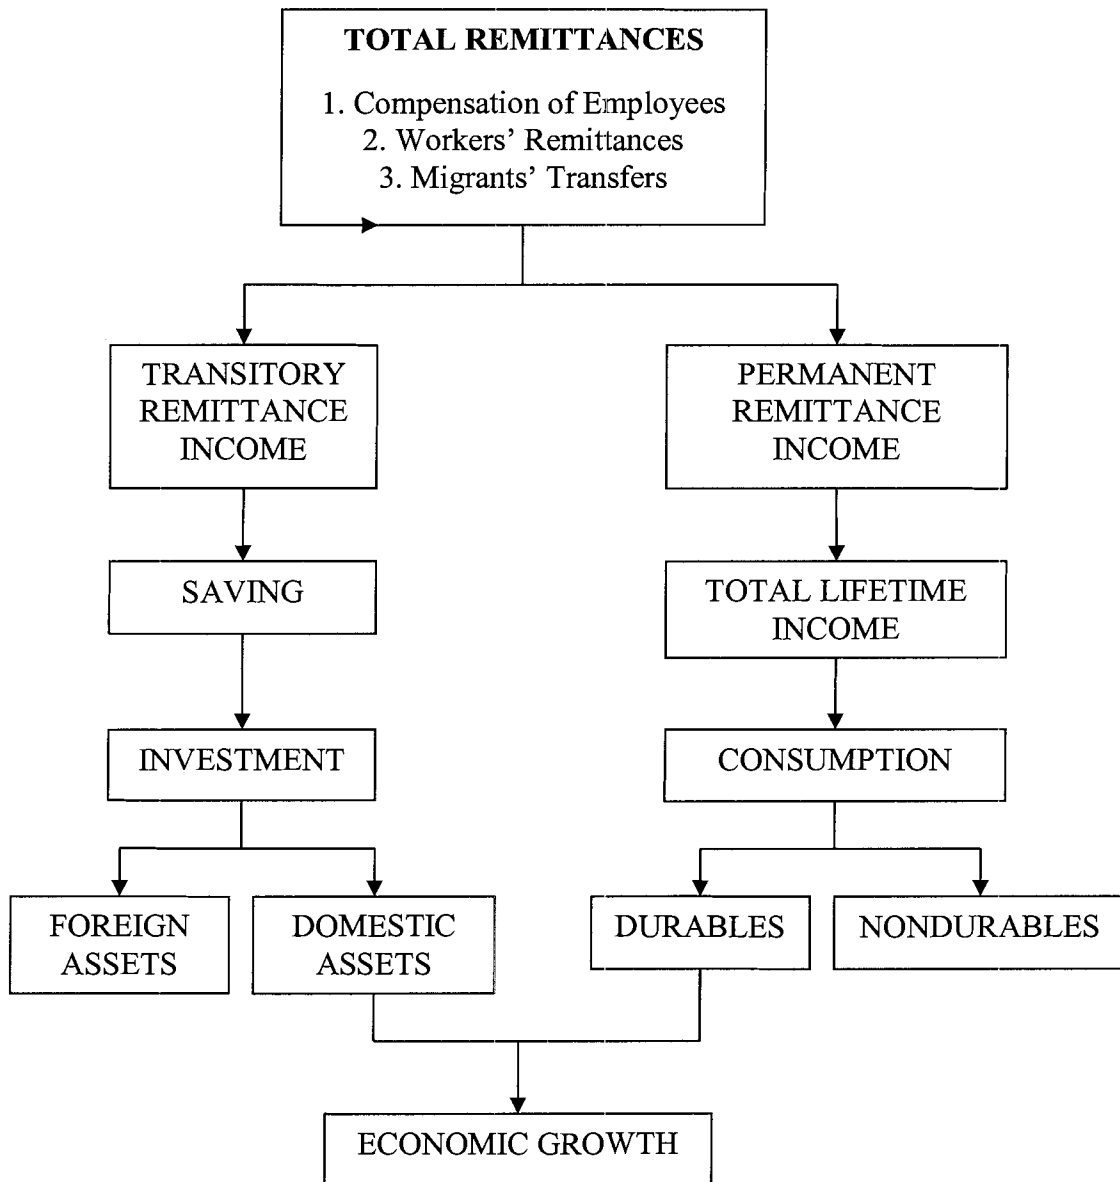 TOTAL REMITTANCES
1. Compensation of Employees
2. Workers’ Remittances
3. Migrants’ Transfers
TRANSITORY
REMITTANCE
INCOME
PERMANENT
REMITTANCE
INCOME
SAVING
TOTAL LIFETIME
INCOME
INVESTMENT
CONSUMPTION
FOREIGN
ASSETS
DOMESTIC
ASSETS
DURABLES
NONDURABLES
ECONOMIC GROWTH